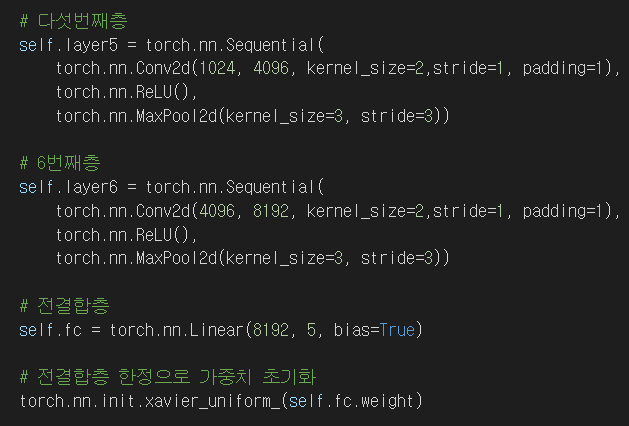 # 다섯번째층
self.layer5 = torch.nn.Sequential(
    torch.nn.Conv2d(1024, 4096, kernel_size=2,stride=1, padding=1),
    torch.nn.ReLU(),
    torch.nn.MaxPool2d(kernel_size=3, stride=3))
# 6번째층
self.layer6 = torch.nn.Sequential(
    torch.nn.Conv2d(4096, 8192, kernel_size=2,stride=1, padding=1),
    torch.nn.ReLU(),
    torch.nn.MaxPool2d(kernel_size=3, stride=3))
# 전결합층
self.fc = torch.nn.Linear(8192, 5, bias=True)
# 전결합층 한정으로 가중치 초기화
torch.nn.init.xavier_uniform_(self.fc.weight)